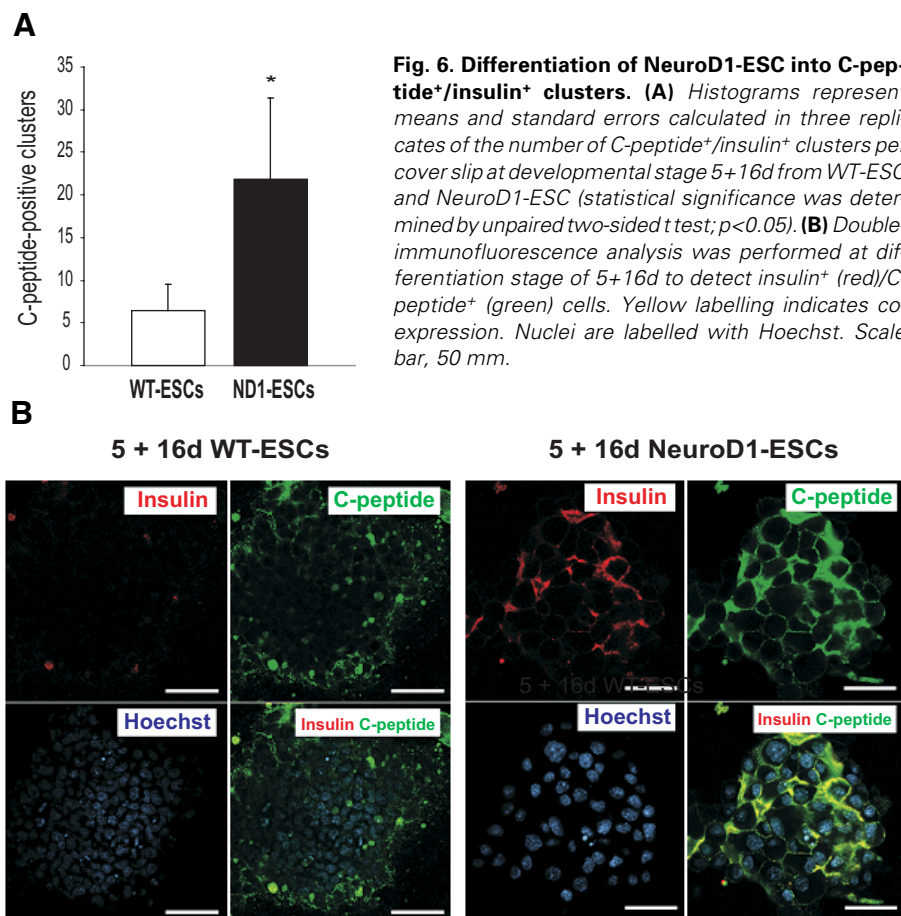 A
35
30
25
20
15
10
5
0
C-peptide-positive clusters
*
WT-ESCs ND1-ESCs
Fig. 6. Differentiation of NeuroD1-ESC into C-pep-
tide+/insulin+ clusters. (A) Histograms represent
means and standard errors calculated in three repli-
cates of the number of C-peptide+/insulin+ clusters per
cover slip at developmental stage 5+16d from WT-ESC
and NeuroD1-ESC (statistical significance was deter-
mined by unpaired two-sided t test; p<0.05). (B) Double-
immunofluorescence analysis was performed at dif-
ferentiation stage of 5+16d to detect insulin+ (red)/C-
peptide+ (green) cells. Yellow labelling indicates co-
expression. Nuclei are labelled with Hoechst. Scale
bar, 50 mm.
B
5 + 16d WT-ESCs
5 + 16d NeuroD1-ESCs
Insulin
C-peptide
Insulin
C-peptide
5 + 16d WT-ESCs
Hoechst
Insulin C-peptide
Hoechst
Insulin C-peptide